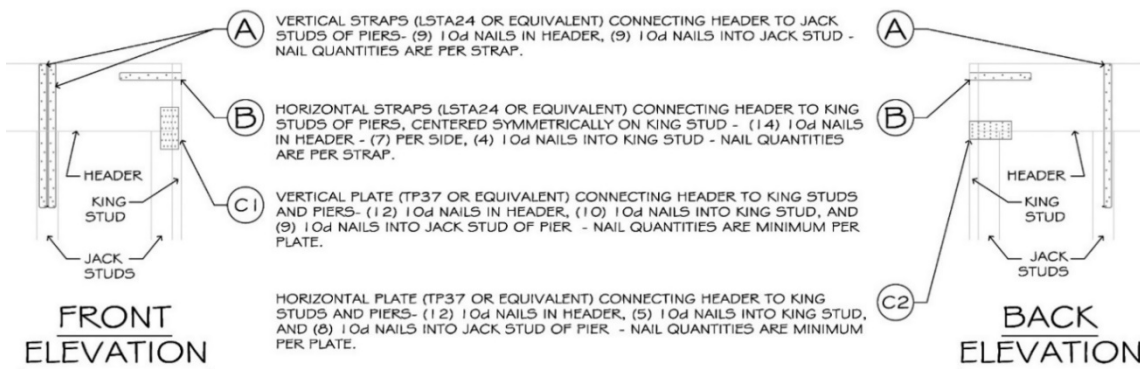 A
VERTICAL STRAPS (LSTA24 OR EQUIVALENT) CONNECTING HEADER TO JACK
STUDS OF PIERS- (9) 10d NAILS IN HEADER, (9) 10d NAILS INTO JACK STUD -
NAIL QUANTITIES ARE PER STRAP.
A
B
HORIZONTAL STRAPS (LSTA24 OR EQUIVALENT) CONNECTING HEADER TO KING
STUDS OF PIERS, CENTERED SYMMETRICALLY ON KING STUD - (14) 10d NAILS
IN HEADER - (7) PER SIDE, (4) 10d NAILS INTO KING STUD - NAIL QUANTITIES
ARE PER STRAP.
B
C1
VERTICAL PLATE (TP37 OR EQUIVALENT) CONNECTING HEADER TO KING STUDS
AND PIERS- (12) 10d NAILS IN HEADER, (10) 10d NAILS INTO KING STUD, AND
(9) 10d NAILS INTO JACK STUD OF PIER - NAIL QUANTITIES ARE MINIMUM PER
PLATE.
HORIZONTAL PLATE (TP37 OR EQUIVALENT) CONNECTING HEADER TO KING
STUDS AND PIERS- (12) 10d NAILS IN HEADER, (5) 10d NAILS INTO KING STUD,
AND (8) 10d NAILS INTO JACK STUD OF PIER - NAIL QUANTITIES ARE MINIMUM
PER PLATE.
C2
HEADER
KING
STUD
JACK
STUDS
FRONT
ELEVATION
HEADER
KING
STUD
JACK
STUDS
BACK
ELEVATION